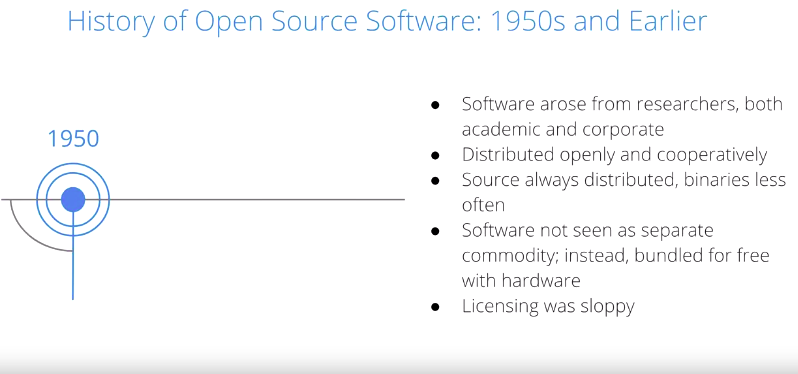 History of Open Source Software: 1950s and Earlier
1950
● Software arose from researchers, both
academic and corporate
● Distributed openly and cooperatively
● Source always distributed, binaries less
often
● Software not seen as separate
commodity; instead, bundled for free
with hardware
● Licensing was sloppy